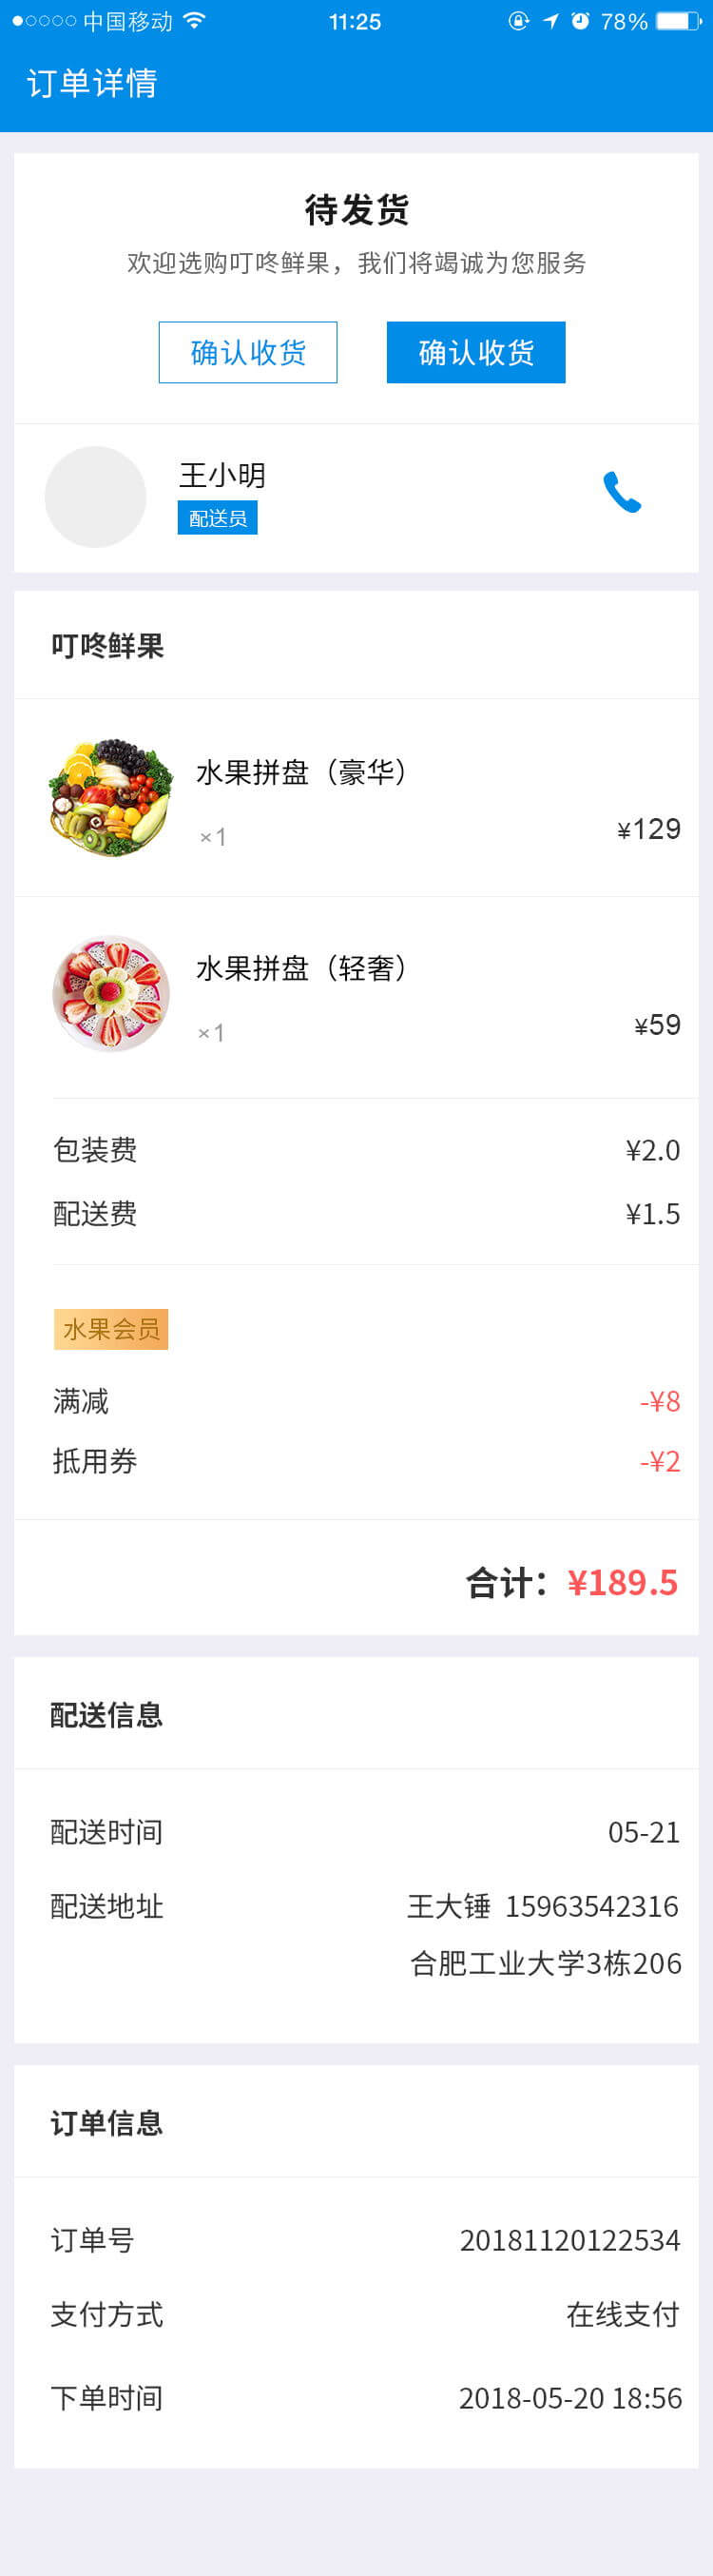 中国移动 11:25 78%
订单详情
待发货
欢迎选购叮咚鲜果，我们将竭诚为您服务
确认收货 确认收货
王小明
配送员
叮咚鲜果
水果拼盘（豪华）
×1 ¥129
水果拼盘（轻奢）
×1 ¥59
包装费 ¥2.0
配送费 ¥1.5
水果会员
满减 -¥8
抵用券 -¥2
合计：¥189.5
配送信息
配送时间 05-21
配送地址 王大锤 15963542316
合肥工业大学3栋206
订单信息
订单号 20181120122534
支付方式 在线支付
下单时间 2018-05-20 18:56